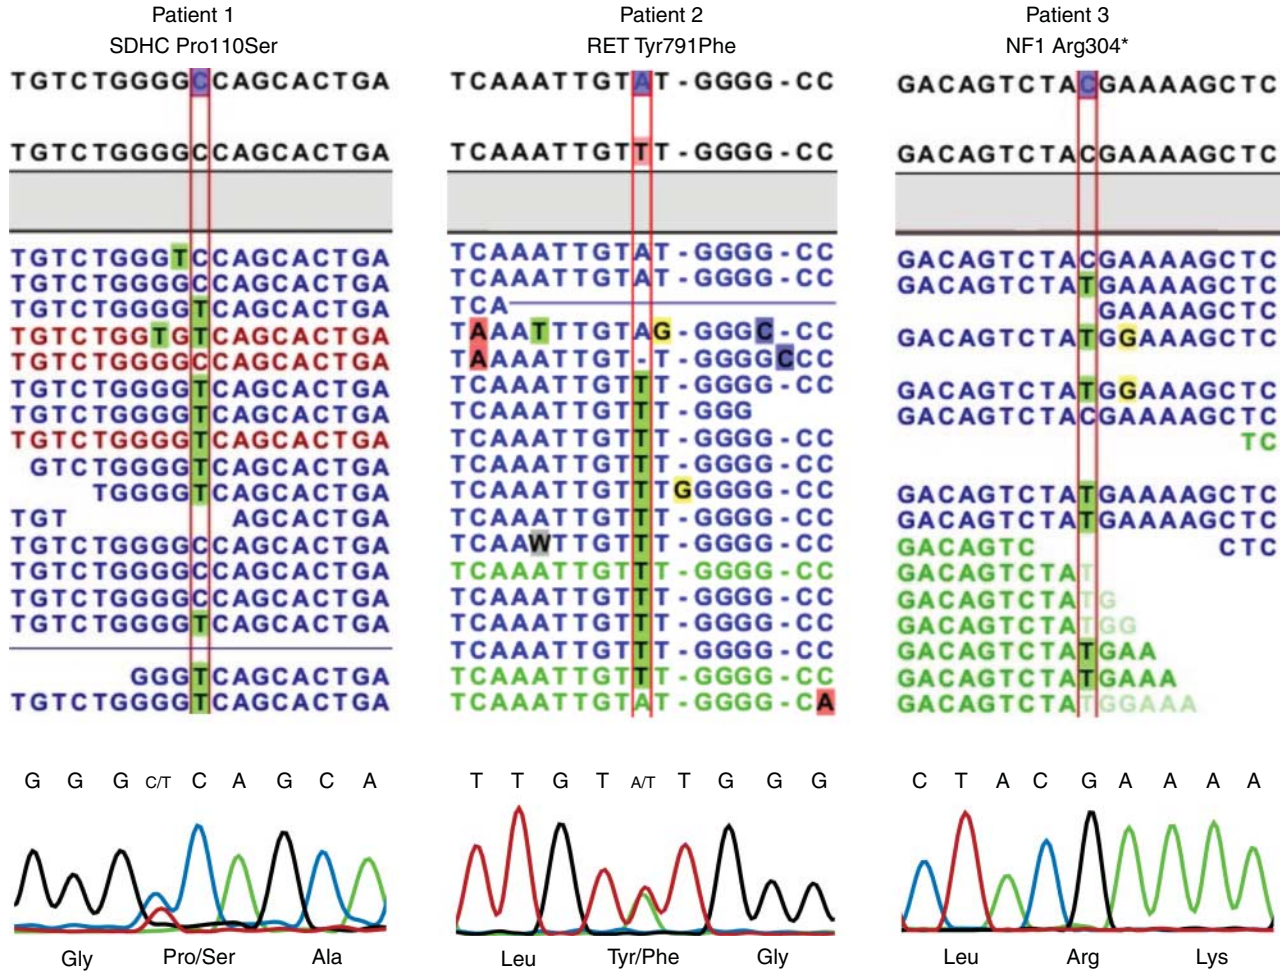 Patient 1
SDHC Pro110Ser
TGTCTGGGGCCAGCACTGA
TGTCTGGGGCCAGCACTGA
TGTCTGGGTCCAGCACTGA
TGTCTGGGGCCAGCACTGA
TGTCTGGGGTCAGCACTGA
TGTCTGGTGTCAGCACTGA
TGTCTGGGGCCAGCACTGA
TGTCTGGGGTCAGCACTGA
TGTCTGGGGTCAGCACTGA
TGTCTGGGGTCAGCACTGA
GTCTGGGGTCAGCACTGA
TGGGGTCAGCACTGA
TGT AGCACTGA
TGTCTGGGGCCAGCACTGA
TGTCTGGGGCCAGCACTGA
TGTCTGGGGCCAGCACTGA
TGTCTGGGGTCAGCACTGA
GGGTCAGCACTGA
TGTCTGGGGTCAGCACTGA
G G G C/T C A G C A
Gly Pro/Ser Ala
Patient 2
RET Tyr791Phe
TCAAATTGTAT-GGGG-CC
TCAAATTGTTT-GGGG-CC
TCAAATTGTAT-GGGG-CC
TCAAATTGTAT-GGGG-CC
TCA
TAAATTTGTAG-GGGC-CC
TAAAATTGT-T-GGGGCCC
TCAAATTGTTT-GGGG-CC
TCAAATTGTTT-GGG
TCAAATTGTTT-GGGG-CC
TCAAATTGTTT-GGGG-CC
TCAAATTGTTTGGGGG-CC
TCAAATTGTTT-GGGG-CC
TCAAWTTGTTT-GGGG-CC
TCAAATTGTTT-GGGG-CC
TCAAATTGTTT-GGGG-CC
TCAAATTGTTT-GGGG-CC
TCAAATTGTTT-GGGG-CC
TCAAATTGTTT-GGGG-CC
TCAAATTGTAT-GGGG-CA
T T G T A/T T G G G
Leu Tyr/Phe Gly
Patient 3
NF1 Arg304*
GACAGTCTACGAAAAGCTC
GACAGTCTACGAAAAGCTC
GACAGTCTACGAAAAGCTC
GACAGTCTATGAAAAGCTC
GAAAAGCTC
GACAGTCTATGGAAAGCTC
GACAGTCTATGGAAAGCTC
GACAGTCTACGAAAAGCTC
TC
GACAGTCTATGAAAAGCTC
GACAGTCTATGAAAAGCTC
GACAGTC CTC
GACAGTCTAT
GACAGTCTATG
GACAGTCTATGG
GACAGTCTATGAA
GACAGTCTATGAAA
GACAGTCTATGGAAA
C T A C G A A A A
Leu Arg Lys